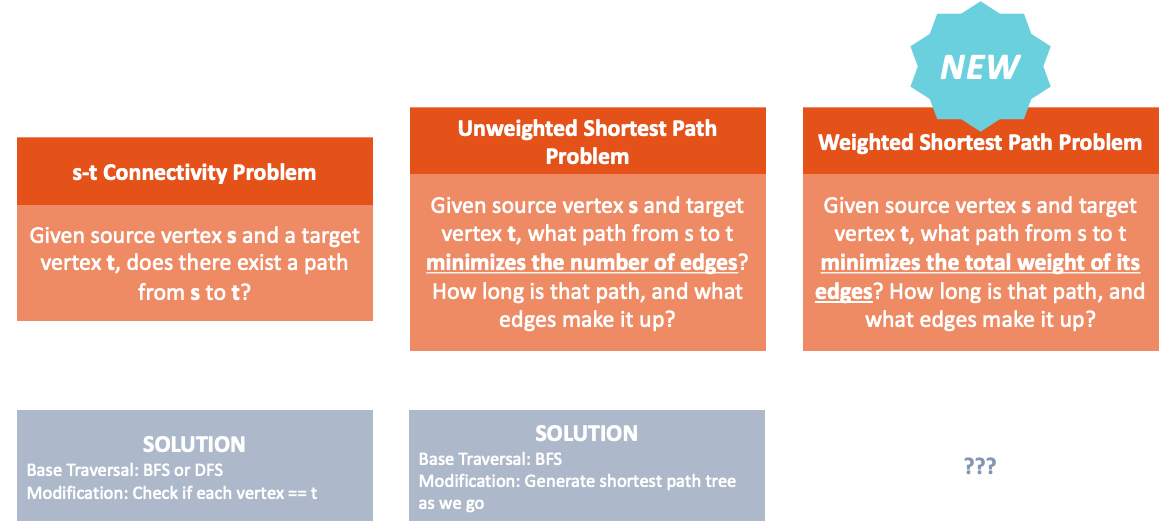 NEW
s-t Connectivity Problem
Given source vertex s and a target
vertex t, does there exist a path
from s to t?
Unweighted Shortest Path
Problem
Given source vertex s and target
vertex t, what path from s to t
minimizes the number of edges?
How long is that path, and what
edges make it up?
Weighted Shortest Path Problem
Given source vertex s and target
vertex t, what path from s to t
minimizes the total weight of its
edges? How long is that path, and
what edges make it up?
SOLUTION
Base Traversal: BFS or DFS
Modification: Check if each vertex == t
SOLUTION
Base Traversal: BFS
Modification: Generate shortest path tree
as we go
???